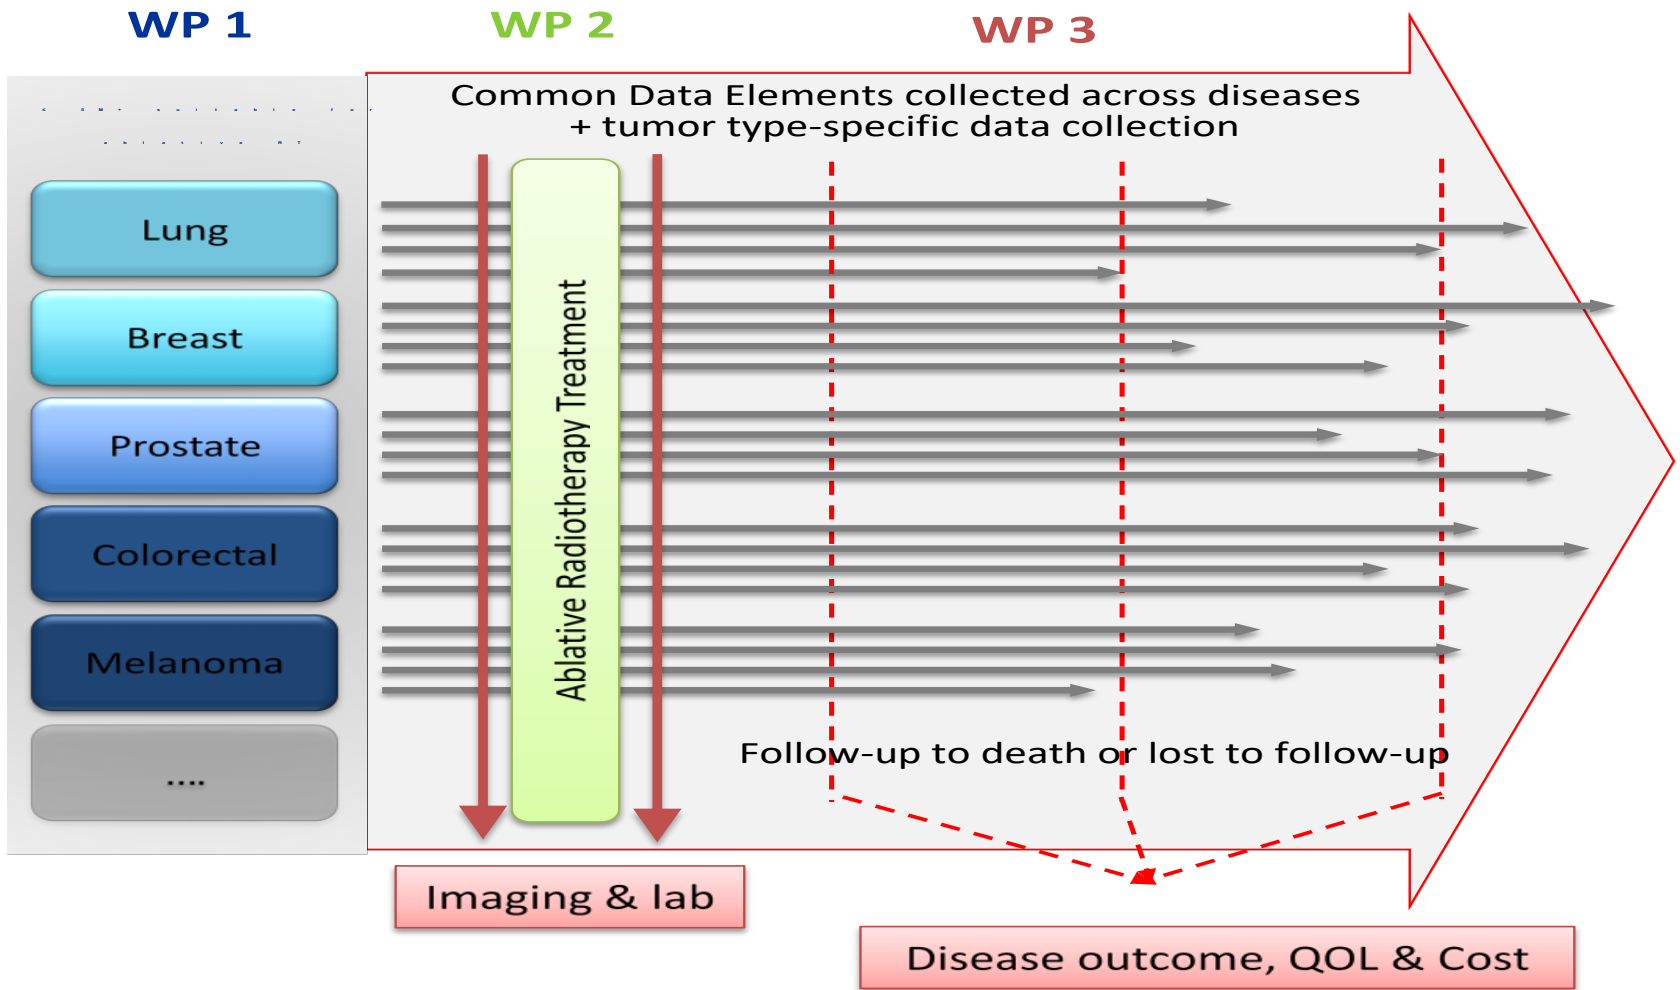 WP 1
WP 2
WP 3
Common Data Elements collected across diseases
+ tumor type-specific data collection
Lung
Breast
Prostate
Colorectal
Melanoma
....
Ablative Radiotherapy Treatment
Follow-up to death or lost to follow-up
Imaging & lab
Disease outcome, QOL & Cost